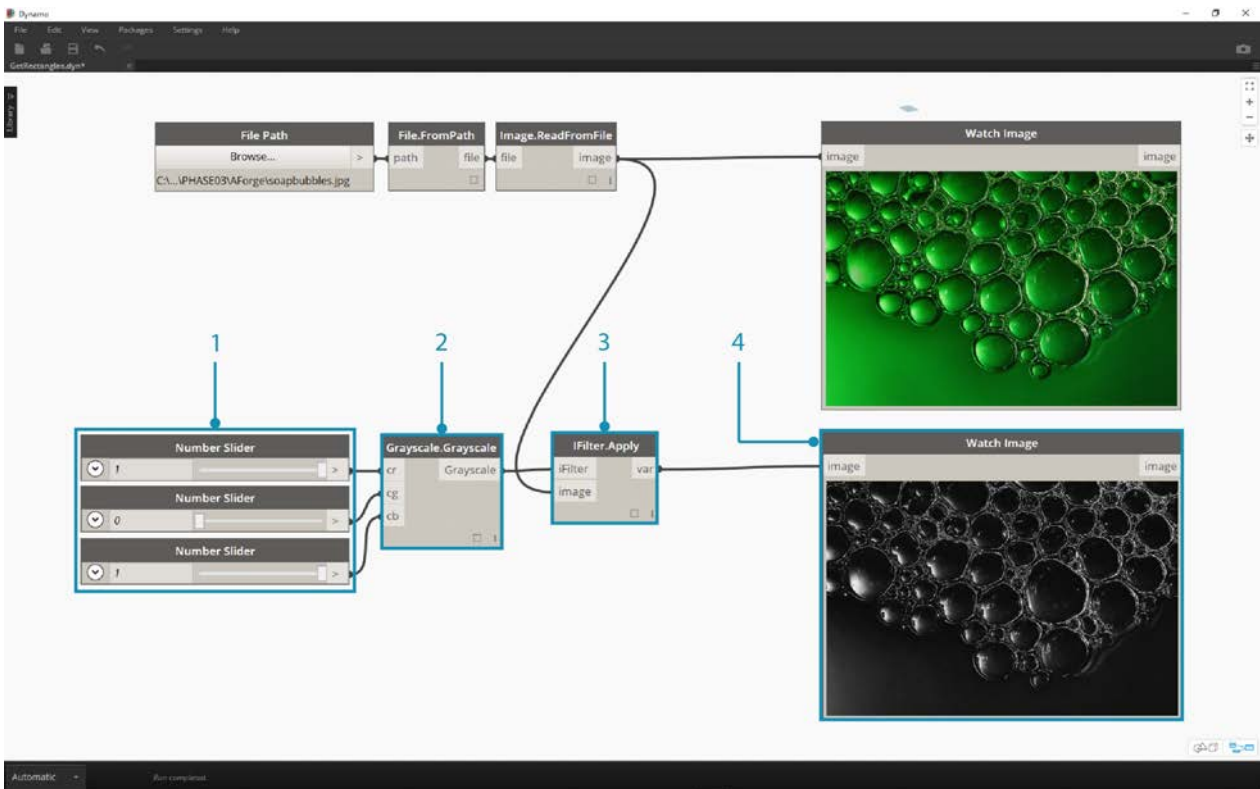 Dynamo
File Edit View Packages Settings Help
GetRectangles.dyn*
Library
File Path
Browse... >
C:\...\PHASE03\AForge\soapbubbles.jpg
File.FromPath
path file
Image.ReadFromFile
file image
Watch Image
image image
1
2
3
4
Number Slider
1 >
Number Slider
0 >
Number Slider
1 >
Grayscale.Grayscale
cr Grayscale
cg
cb
IFilter.Apply
iFilter var
image
Watch Image
image image
Automatic
Run completed.